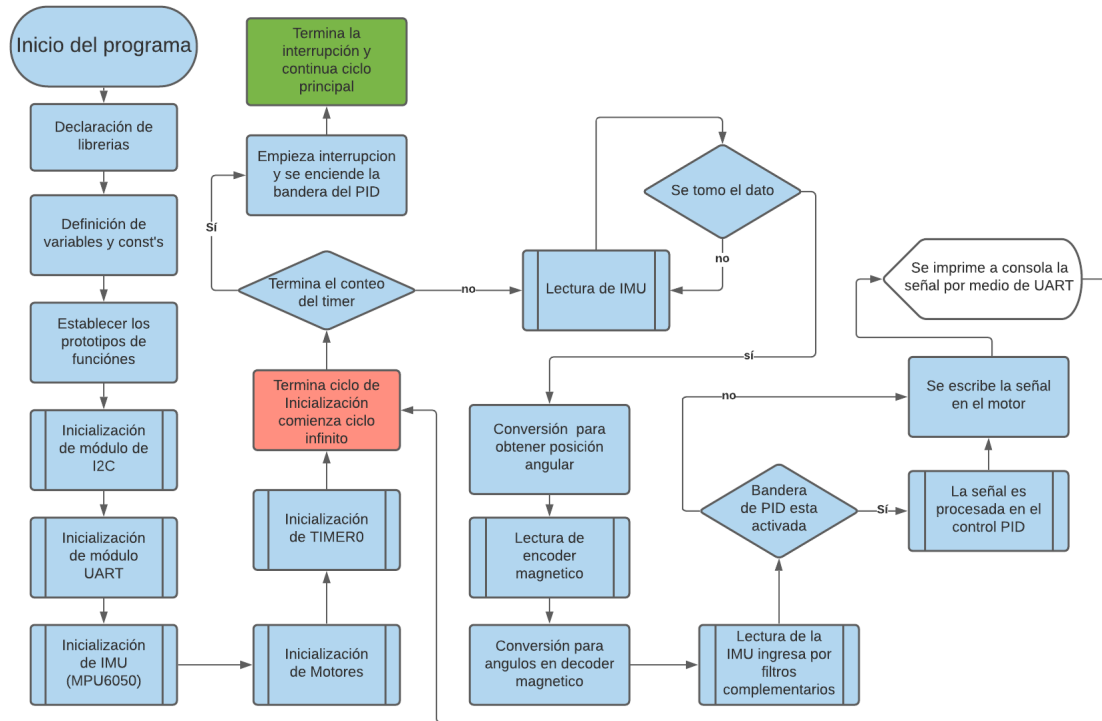 Inicio del programa
Declaración de
librerias
Definición de
variables y const's
Establecer los
prototipos de
funciónes
Inicialización
de módulo de
I2C
Inicialización
de módulo
UART
Inicialización
de IMU
(MPU6050)
Inicialización
de Motores
Inicialización
de TIMER0
Termina ciclo de
Inicialización
comienza ciclo
infinito
Termina el conteo
del timer
Sí
Empieza interrupcion
y se enciende la
bandera del PID
Termina la
interrupción y
continua ciclo
principal
no
Lectura de IMU
Se tomo el dato
no
sí
Conversión para
obtener posición
angular
Lectura de
encoder
magnetico
Conversión para
angulos en decoder
magnetico
Lectura de la
IMU ingresa por
filtros
complementarios
Bandera
de PID esta
activada
no
Sí
La señal es
procesada en el
control PID
Se escribe la señal
en el motor
Se imprime a consola la
señal por medio de UART